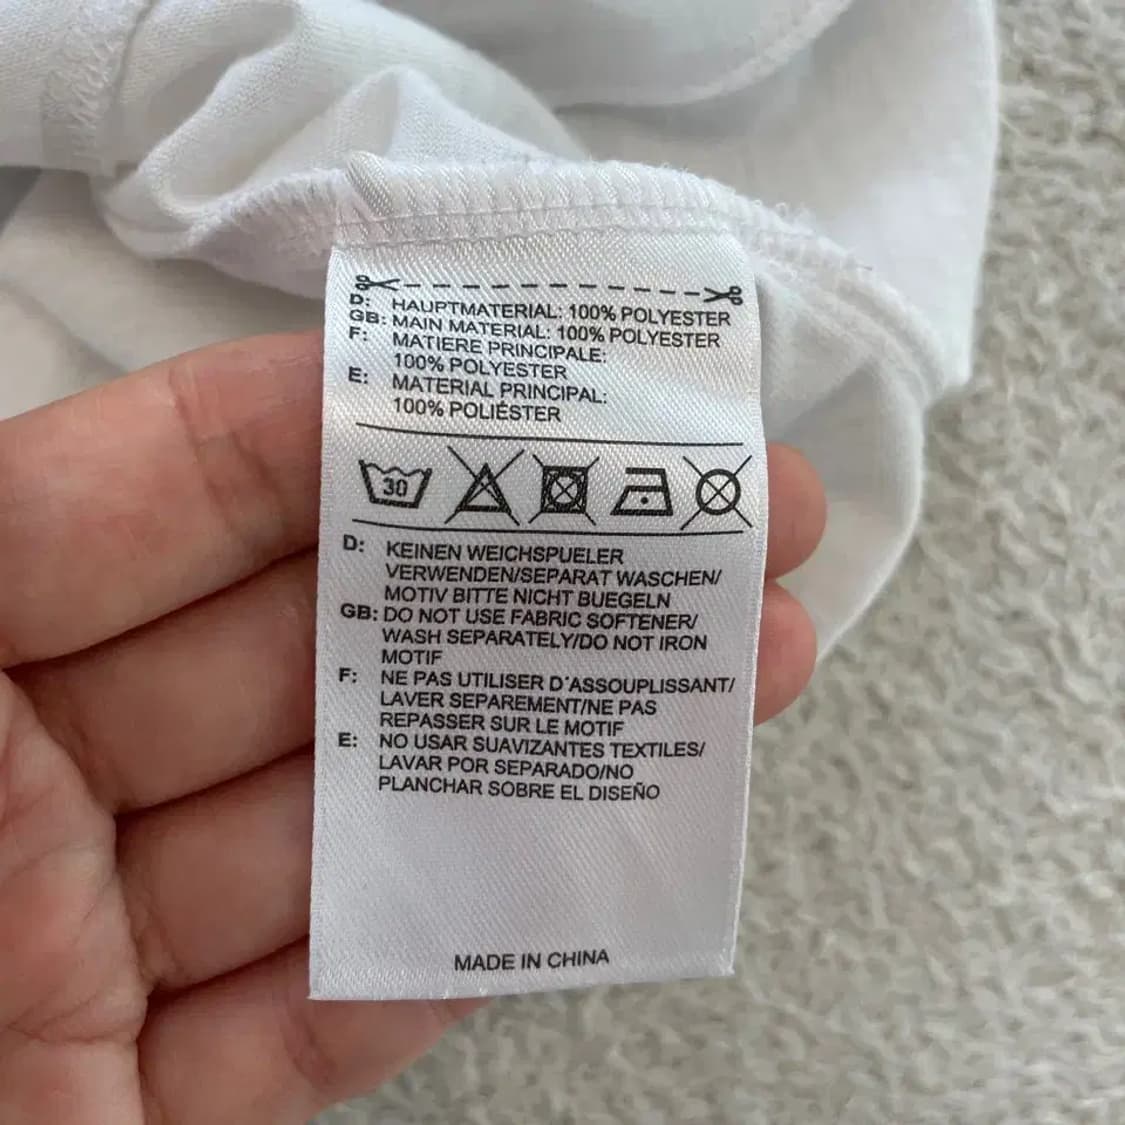 D: HAUPTMATERIAL: 100% POLYESTER
GB: MAIN MATERIAL: 100% POLYESTER
F: MATIERE PRINCIPALE:
100% POLYESTER
E: MATERIAL PRINCIPAL:
100% POLIÉSTER
30
D: KEINEN WEICHSPUELER
VERWENDEN/SEPARAT WASCHEN/
MOTIV BITTE NICHT BUEGELN
GB: DO NOT USE FABRIC SOFTENER/
WASH SEPARATELY/DO NOT IRON
MOTIF
F: NE PAS UTILISER D'ASSOUPLISSANT/
LAVER SEPAREMENT/NE PAS
REPASSER SUR LE MOTIF
E: NO USAR SUAVIZANTES TEXTILES/
LAVAR POR SEPARADO/NO
PLANCHAR SOBRE EL DISEÑO
MADE IN CHINA